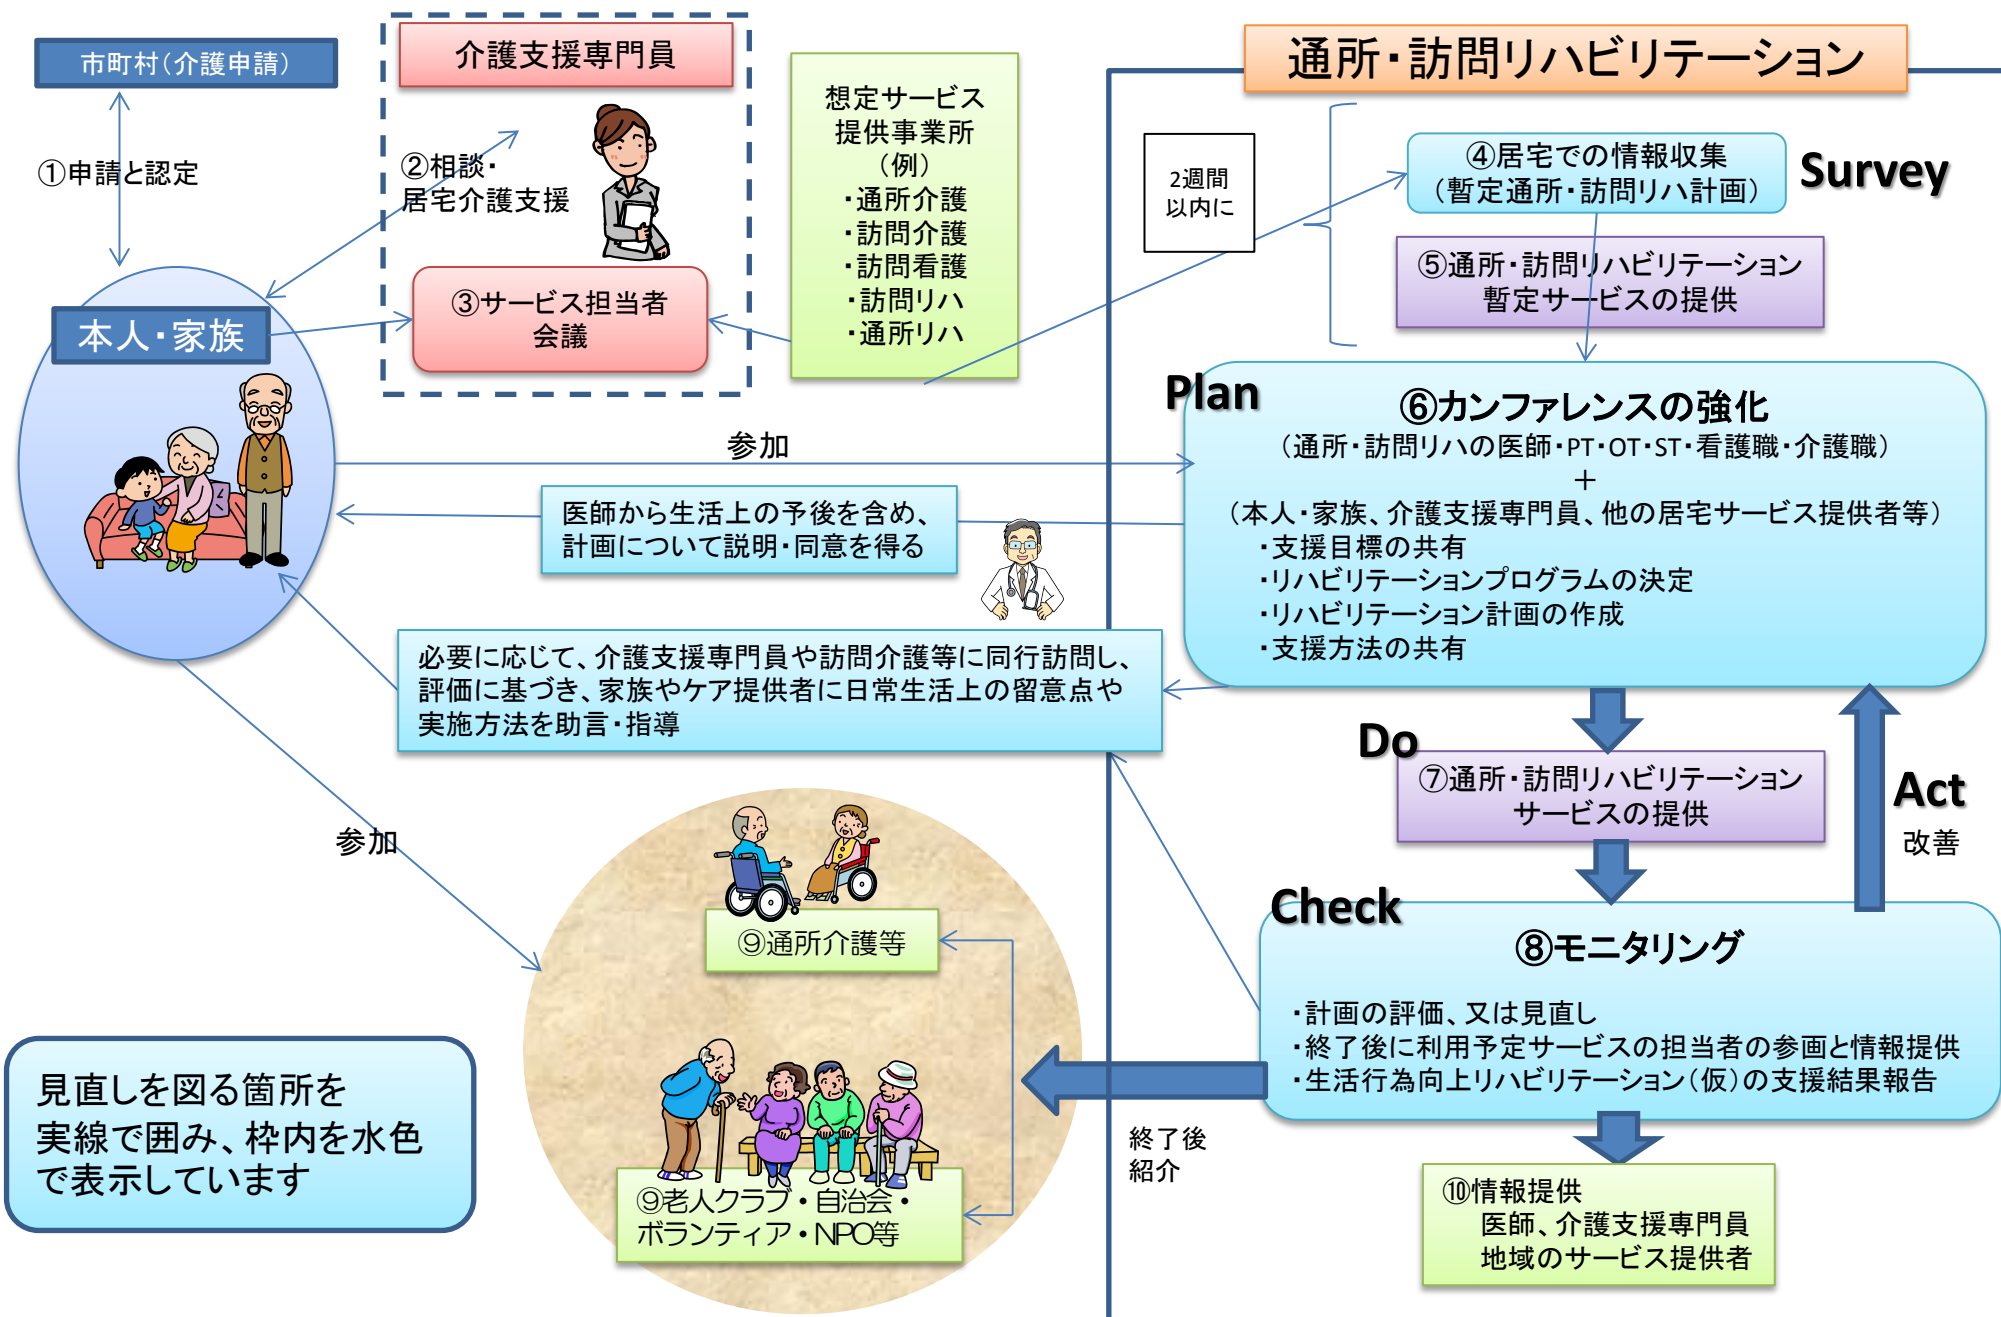 市町村（介護申請）
①申請と認定
本人・家族
介護支援専門員
②相談・
居宅介護支援
③サービス担当者
会議
想定サービス
提供事業所
（例）
・通所介護
・訪問介護
・訪問看護
・訪問リハ
・通所リハ
通所・訪問リハビリテーション
2週間
以内に
④居宅での情報収集
（暫定通所・訪問リハ計画）
Survey
⑤通所・訪問リハビリテーション
暫定サービスの提供
Plan
⑥カンファレンスの強化
（通所・訪問リハの医師・PT・OT・ST・看護職・介護職）
＋
（本人・家族、介護支援専門員、他の居宅サービス提供者等）
・支援目標の共有
・リハビリテーションプログラムの決定
・リハビリテーション計画の作成
・支援方法の共有
参加
医師から生活上の予後を含め、
計画について説明・同意を得る
必要に応じて、介護支援専門員や訪問介護等に同行訪問し、
評価に基づき、家族やケア提供者に日常生活上の留意点や
実施方法を助言・指導
Do
⑦通所・訪問リハビリテーション
サービスの提供
Act
改善
参加
Check
⑧モニタリング
・計画の評価、又は見直し
・終了後に利用予定サービスの担当者の参画と情報提供
・生活行為向上リハビリテーション（仮）の支援結果報告
⑨通所介護等
⑨老人クラブ・自治会・
ボランティア・NPO等
終了後
紹介
⑩情報提供
医師、介護支援専門員
地域のサービス提供者
見直しを図る箇所を
実線で囲み、枠内を水色
で表示しています